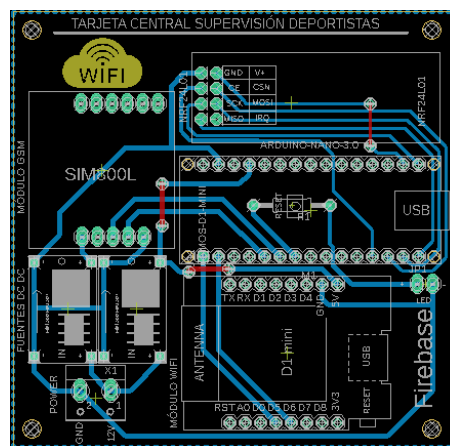 TARJETA CENTRAL SUPERVISIÓN DEPORTISTAS
WiFi
NRF24L01
GND V+
CE CSN
SCK MOSI
MISO IRQ
NRF24L01
ARDUINO-NANO-3.0
MÓDULO GSM
SIM800L
WEMOS-D1-MINI
RESET
R1
USB
FUENTES DC DC
IN
IN
TX RX D1 D2 D3 D4 GND 5V
LED
ANTENNA
D1 mini
USB
RESET
Firebase
MÓDULO WIFI
POWER
X1
2
1
GND
12V
RST A0 D0 D5 D6 D7 D8 3V3